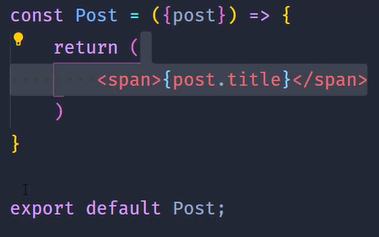 const Post = ({post}) => {
return (
<span>{post.title}</span>
)
}
export default Post;